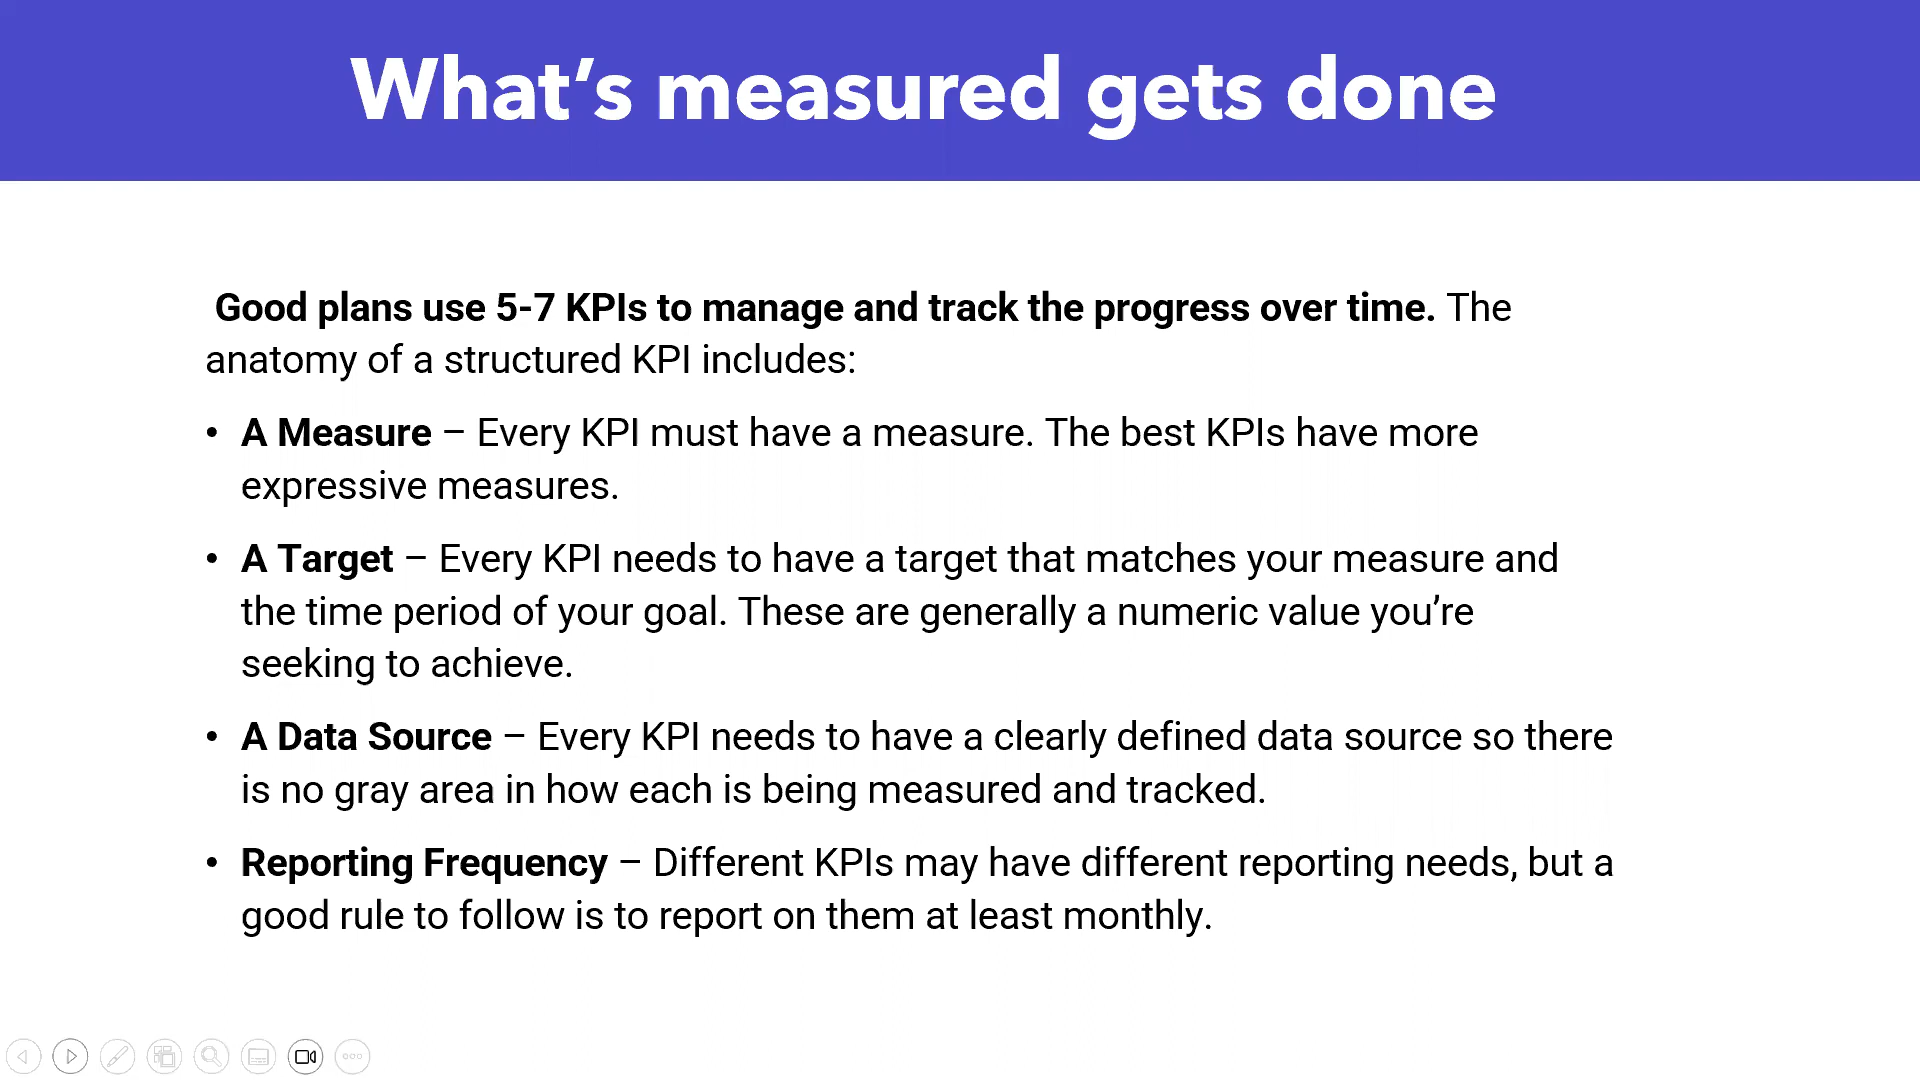 What’s measured gets done
Good plans use 5-7 KPIs to manage and track the progress over time. The
anatomy of a structured KPI includes:
• A Measure – Every KPI must have a measure. The best KPIs have more
expressive measures.
• A Target – Every KPI needs to have a target that matches your measure and
the time period of your goal. These are generally a numeric value you’re
seeking to achieve.
• A Data Source – Every KPI needs to have a clearly defined data source so there
is no gray area in how each is being measured and tracked.
• Reporting Frequency – Different KPIs may have different reporting needs, but a
good rule to follow is to report on them at least monthly.